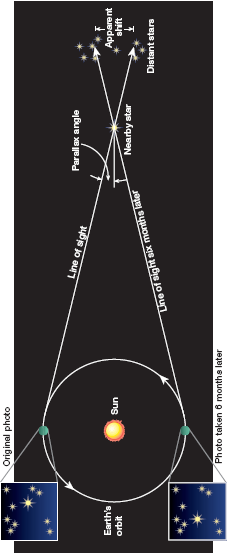 Original photo
Line of sight
Parallax angle
Apparent
shift
Distant stars
Nearby star
Line of sight six months later
Sun
Earth's
orbit
Photo taken 6 months later